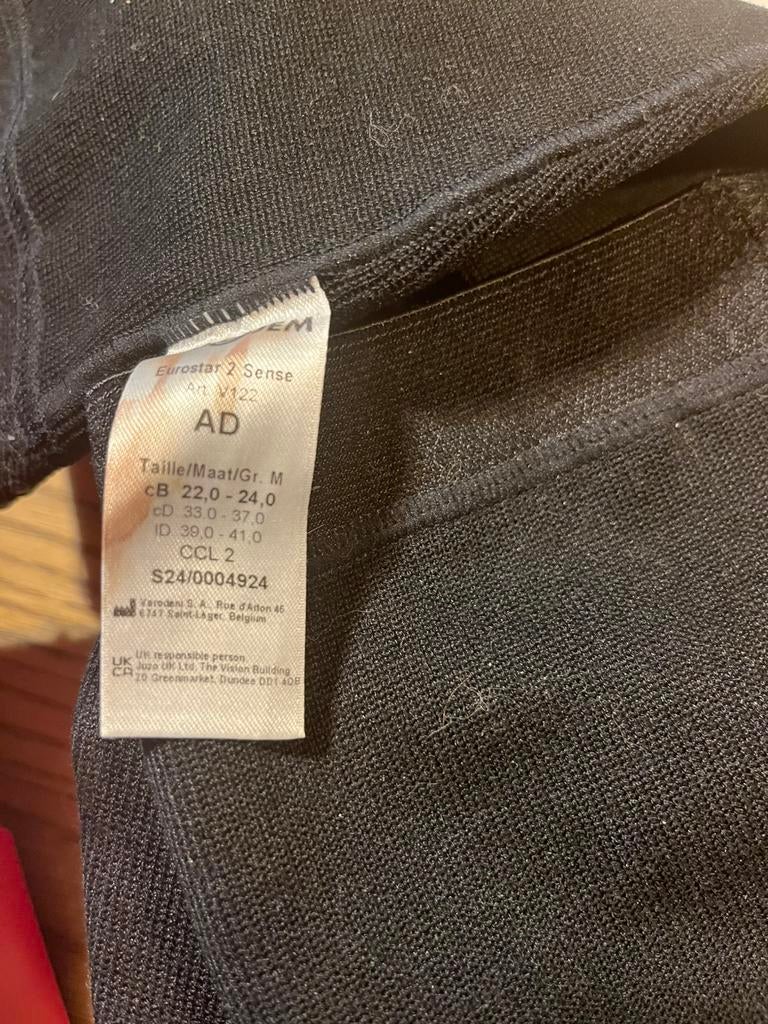 Eurostar 2 Sense
Art. V122
AD
Taille/Maat/Gr. M
cB 22,0 - 24,0
cD 33.0 - 37,0
ID 39,0 - 41,0
CCL 2
S24/0004924
Varodem S. A., Rue d'Arlon 45
6747 Saint-Léger, Belgium
UK responsible person
UK
CA
Juzo UK Ltd, The Vision Building
20 Greenmarket, Dundee DD1 4QB